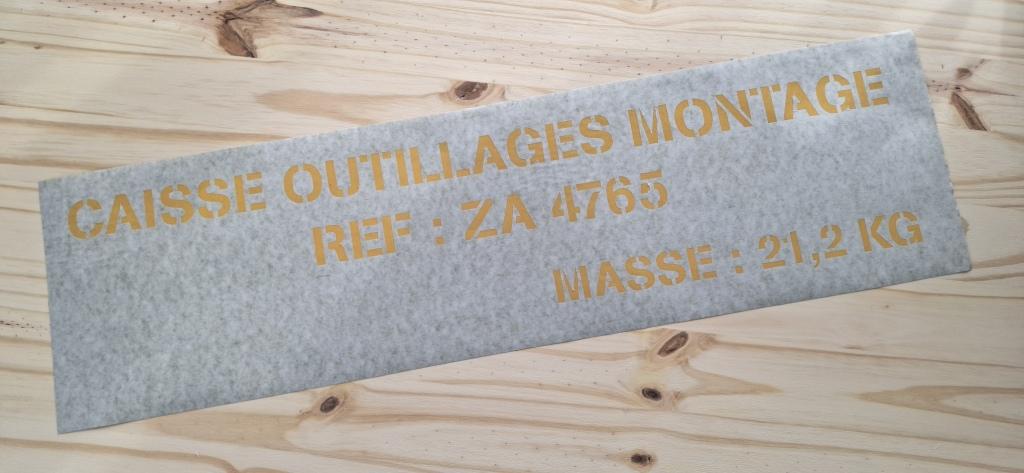 CAISSE OUTILLAGES MONTAGE
REF : ZA 4765
MASSE : 21,2 KG